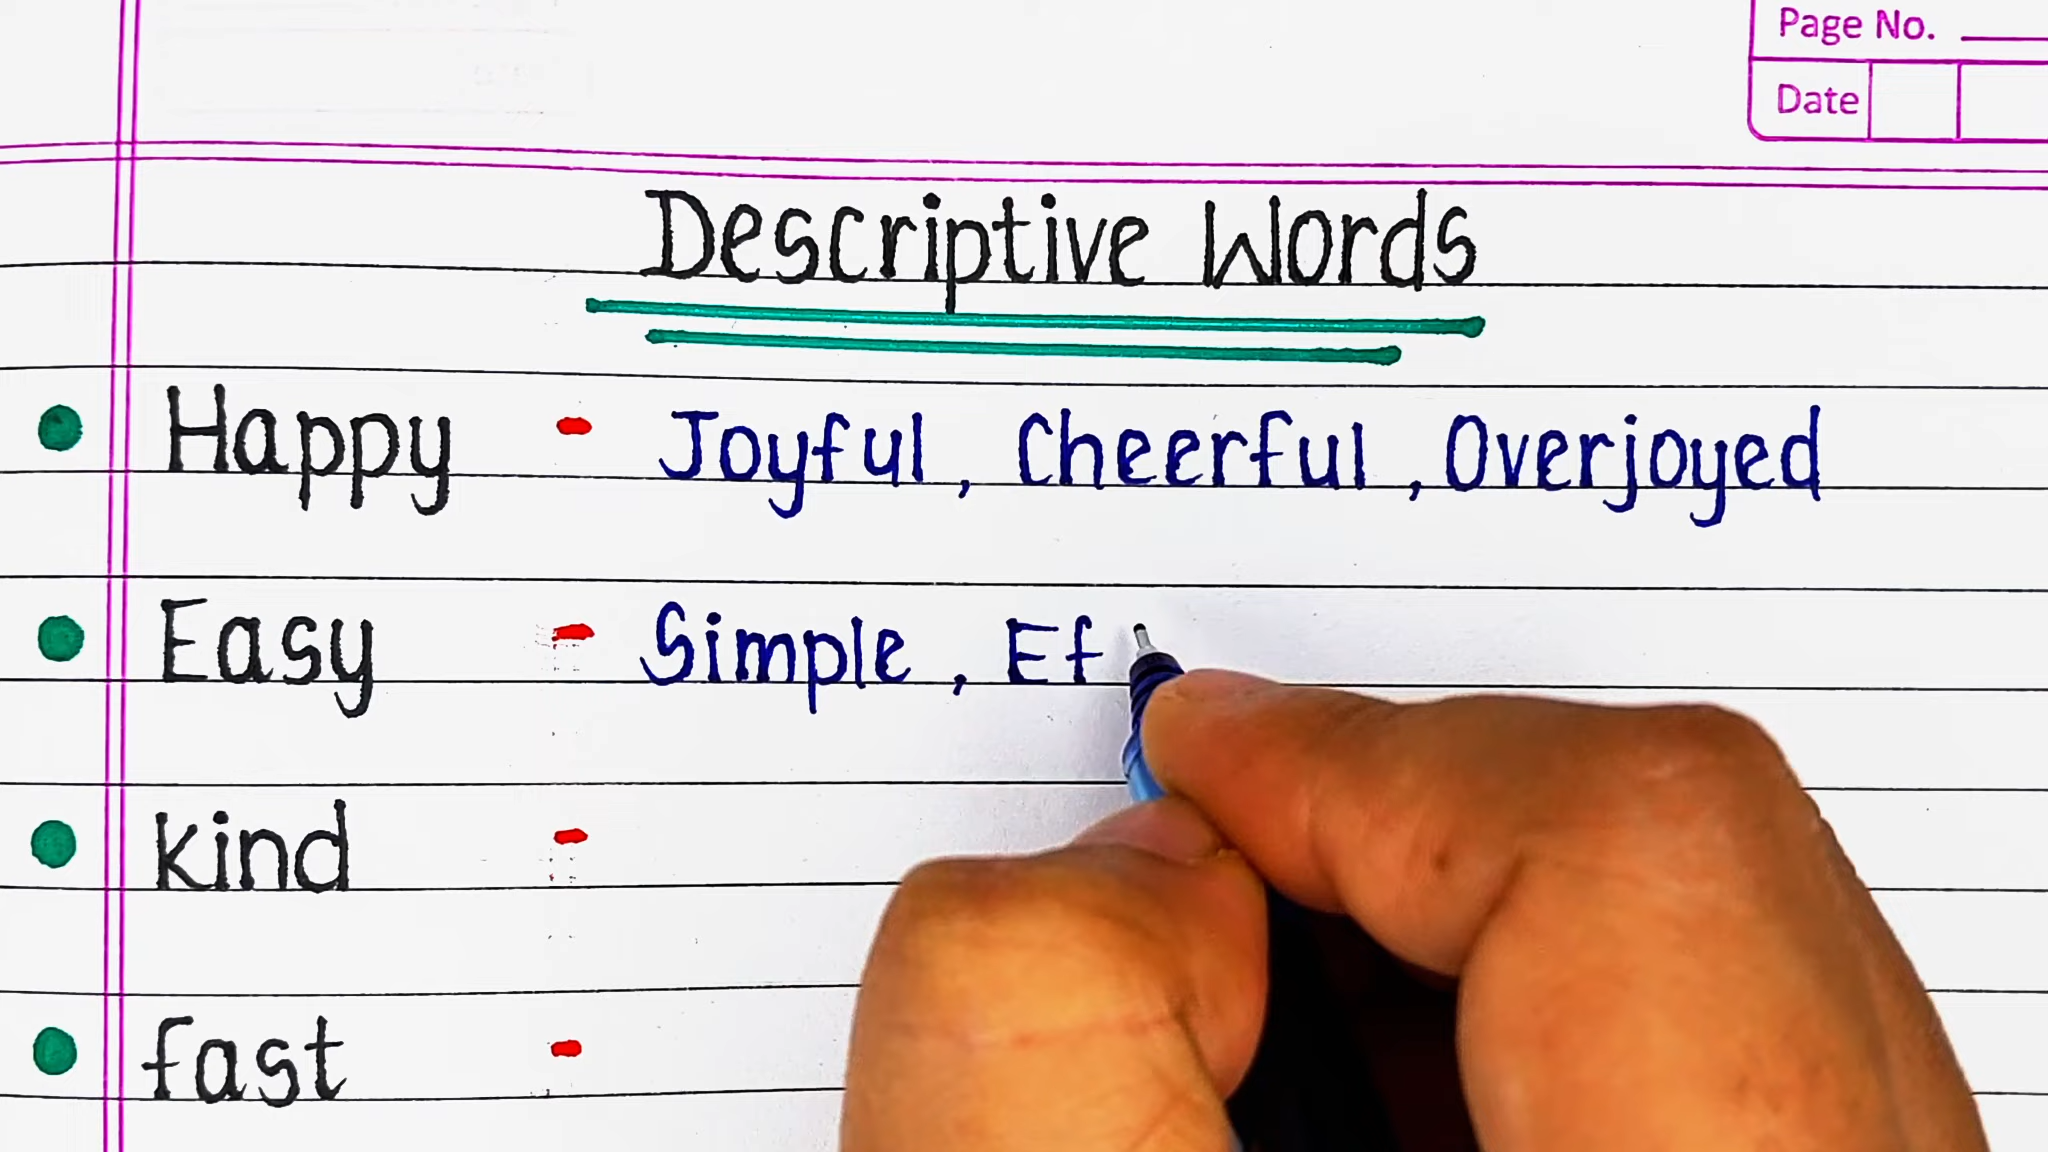 Page No.
Date
Descriptive Words
Happy - Joyful, Cheerful, Overjoyed
Easy - Simple, Ef
kind -
fast -